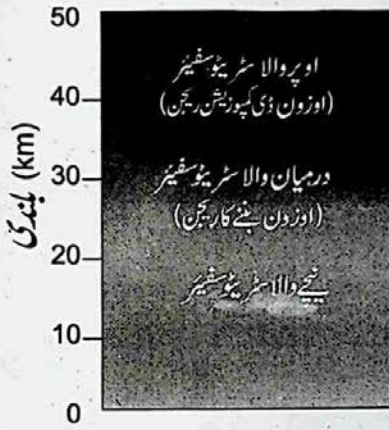 50
اوپر والا سٹریٹوسفیئر
40
(اوزون ڈی کمپوزیشن ریجن)
بلندی (km)
30
درمیان والا سٹریٹوسفیئر
(اوزون بننے کا ریجن)
20
نیچے والا سٹریٹوسفیئر
10
0